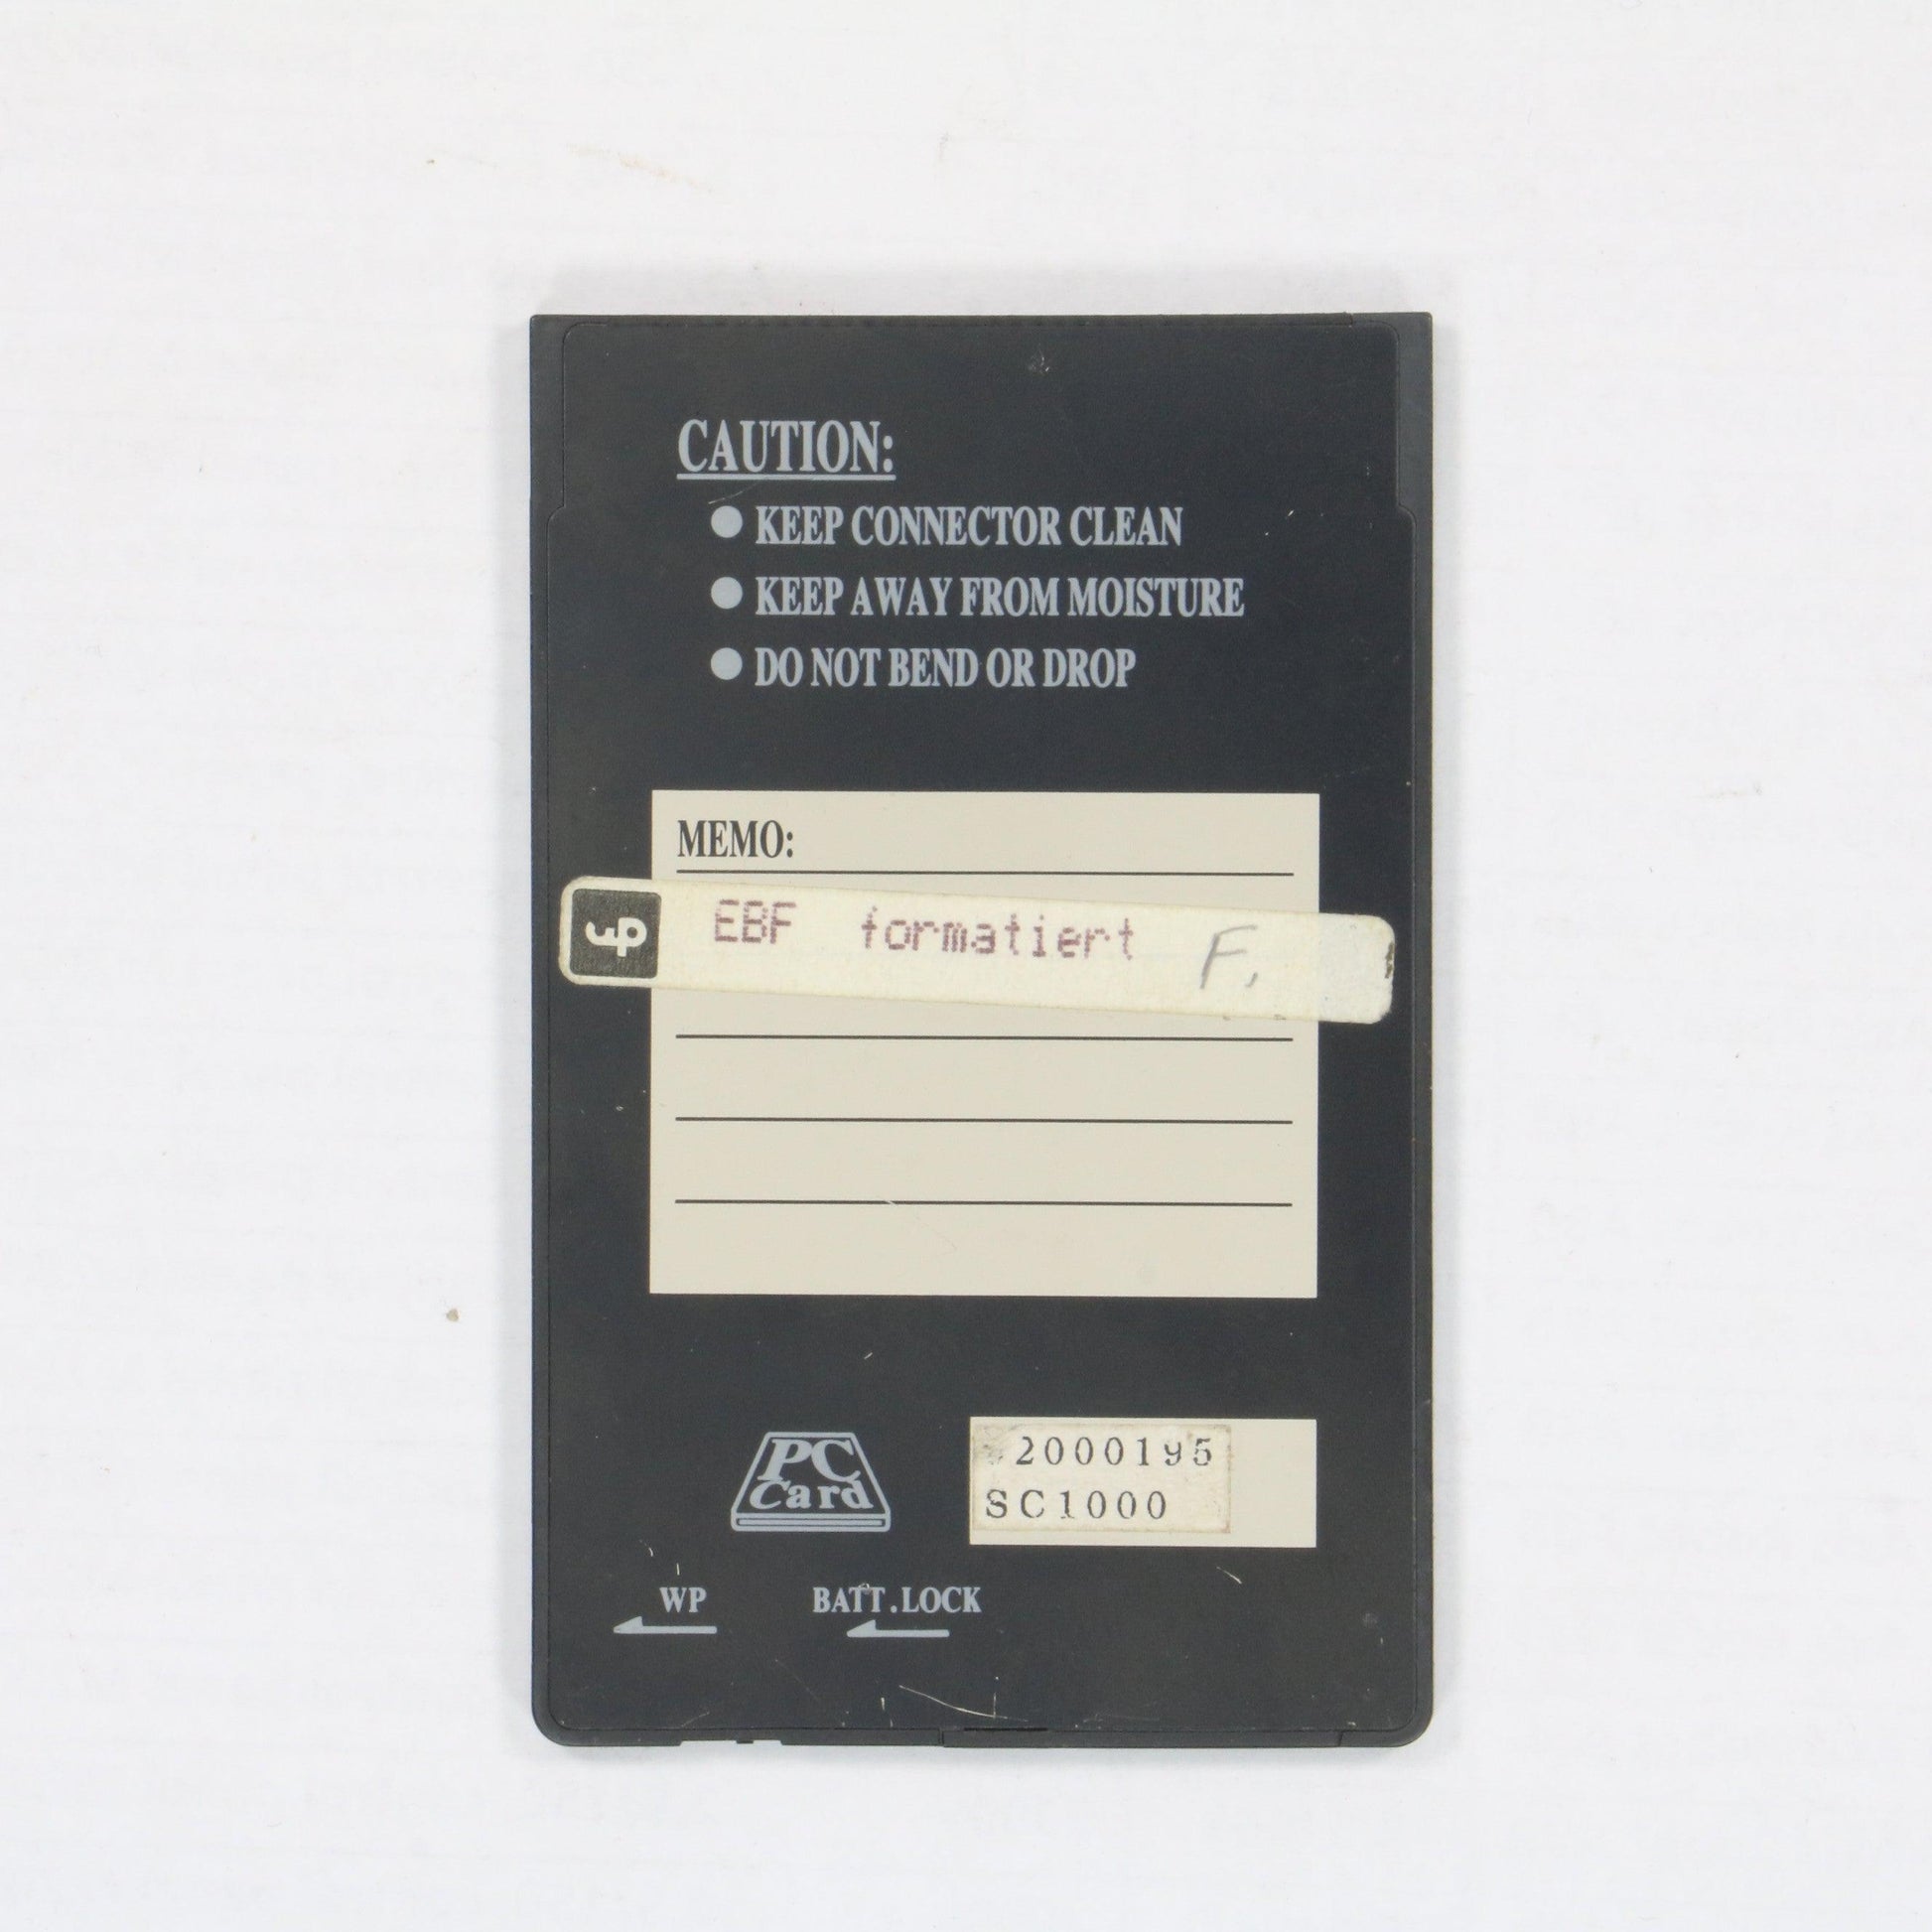 CAUTION:
● KEEP CONNECTOR CLEAN
● KEEP AWAY FROM MOISTURE
● DO NOT BEND OR DROP
MEMO:
EBF formatiert F,
PC
Card
2000195
SC1000
WP
BATT.LOCK